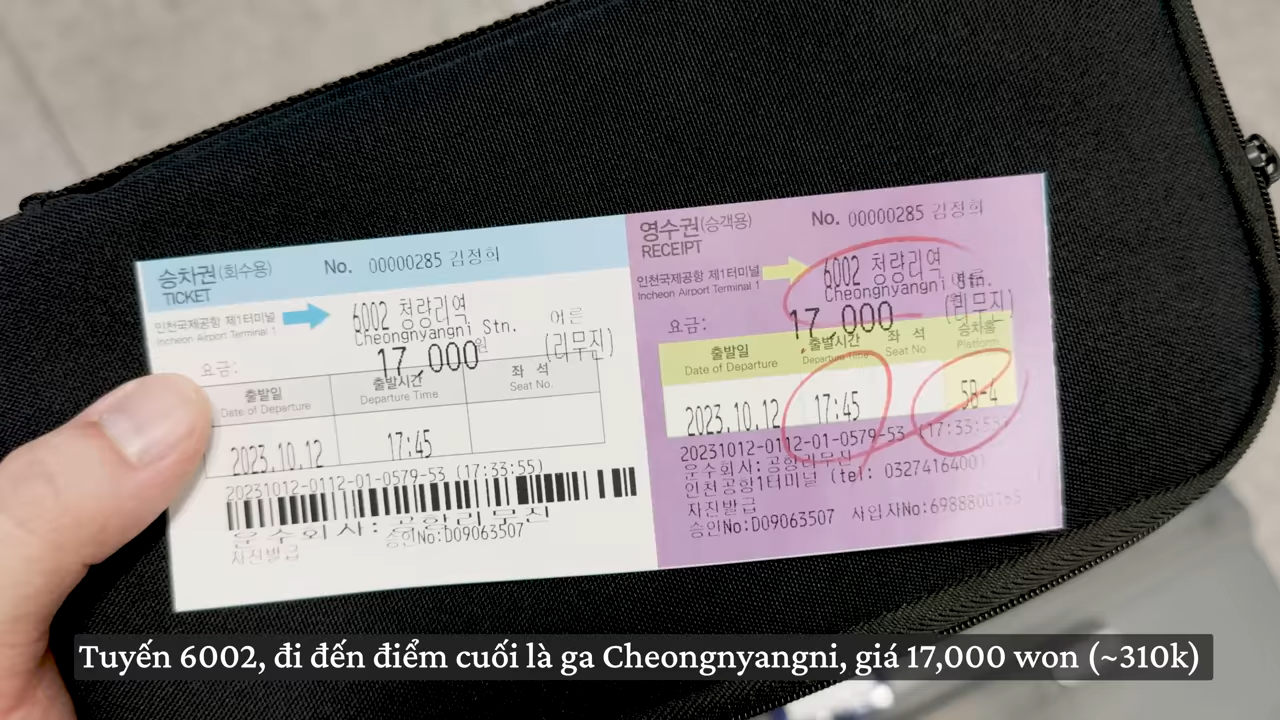 승차권(회수용)
TICKET
No. 00000285 김정희
인천국제공항 제1터미널
Incheon Airport Terminal 1
6002 청량리역
Cheongnyangni Stn.
어른
요금:
17,000원
(리무진)
출발일
Date of Departure
출발시간
Departure Time
좌 석
Seat No.
2023.10.12
17:45
20231012-0112-01-0579-53 (17:33:55)
운수회사: 공항리무진
승인No:D09063507
자진발급
영수권(승객용)
RECEIPT
No. 00000285 김정희
인천국제공항 제1터미널
Incheon Airport Terminal 1
6002 청량리역
Cheongnyangni Stn.
어른
요금:
17,000
(리무진)
출발일
Date of Departure
출발시간
Departure Time
좌 석
Seat No
승차홈
Platform
2023.10.12
17:45
5B-4
20231012-0112-01-0579-53 (17:33:55)
운수회사: 공항리무진
인천공항1터미널 (tel: 03274164001
자진발급
승인No:D09063507
사업자No:
Tuyến 6002, đi đến điểm cuối là ga Cheongnyangni, giá 17,000 won (~310k)